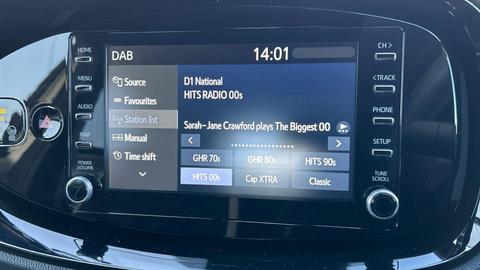 HOME
MENU
AUDIO
MAP
POWER
VOLUME
DAB
14:01
Source
Favourites
Station list
Manual
Time shift
D1 National
HITS RADIO 00s
Sarah-Jane Crawford plays The Biggest 00
GHR 70s
GHR 80s
HITS 90s
HITS 00s
Cap XTRA
Classic
CH >
< TRACK
PHONE
SETUP
TUNE
SCROLL